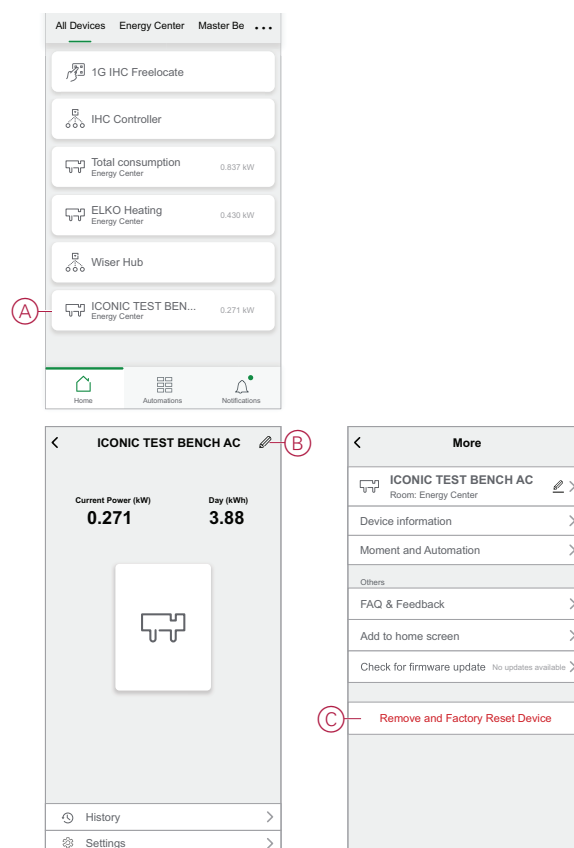 All Devices Energy Center Master Be ...
1G IHC Freelocate
IHC Controller
Total consumption
Energy Center
0.837 kW
ELKO Heating
Energy Center
0.430 kW
Wiser Hub
A
ICONIC TEST BEN...
Energy Center
0.271 kW
Home Automations Notifications
ICONIC TEST BENCH AC
B
Current Power (kW) Day (kWh)
0.271 3.88
History
Settings
More
ICONIC TEST BENCH AC
Room: Energy Center
Device information
Moment and Automation
Others
FAQ & Feedback
Add to home screen
Check for firmware update No updates available
C
Remove and Factory Reset Device